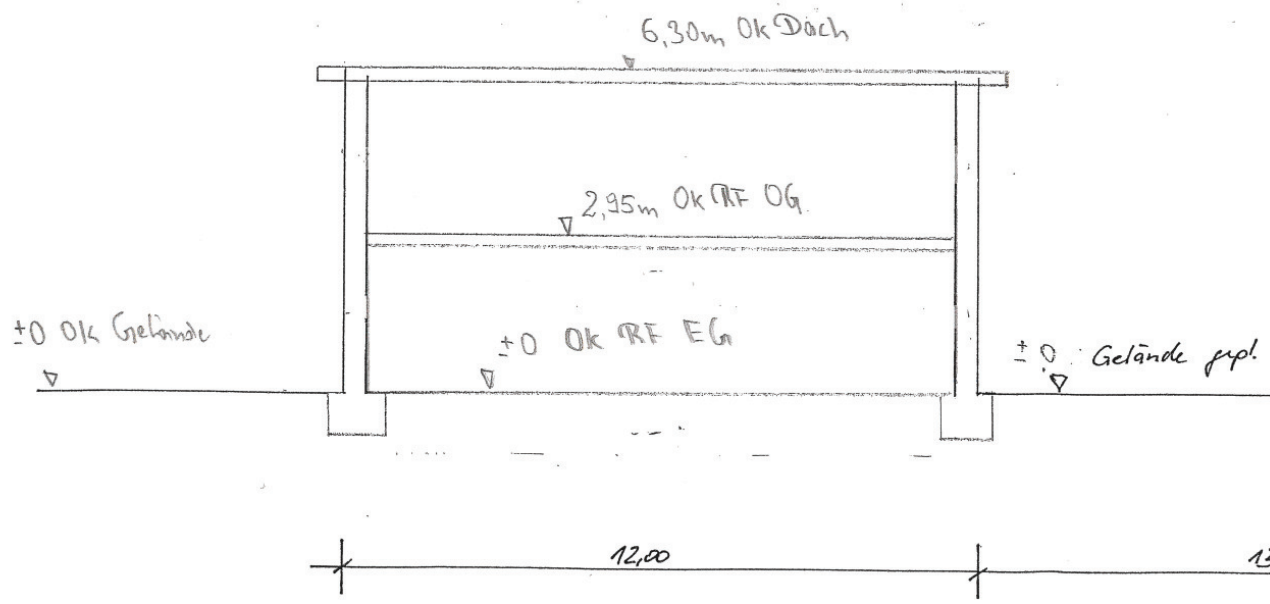 6,30m Ok Dach
2,95m Ok RF OG
±0 Ok Gelände
±0 Ok RF EG
±0 Gelände gepl.
12,00
13